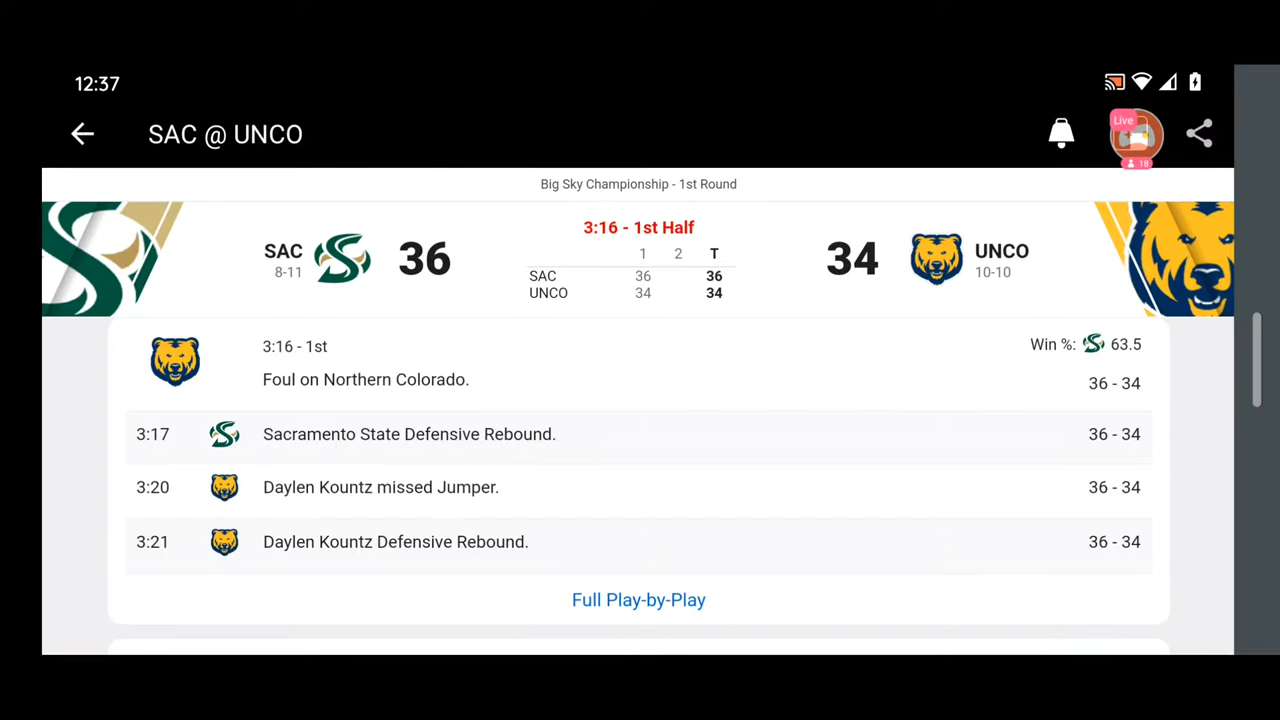 12:37
SAC @ UNCO
Live
18
Big Sky Championship - 1st Round
SAC
8-11
36
3:16 - 1st Half
1 2 T
SAC 36 36
UNCO 34 34
34
UNCO
10-10
3:16 - 1st
Win %: 63.5
Foul on Northern Colorado.
36 - 34
3:17 Sacramento State Defensive Rebound. 36 - 34
3:20 Daylen Kountz missed Jumper. 36 - 34
3:21 Daylen Kountz Defensive Rebound. 36 - 34
Full Play-by-Play